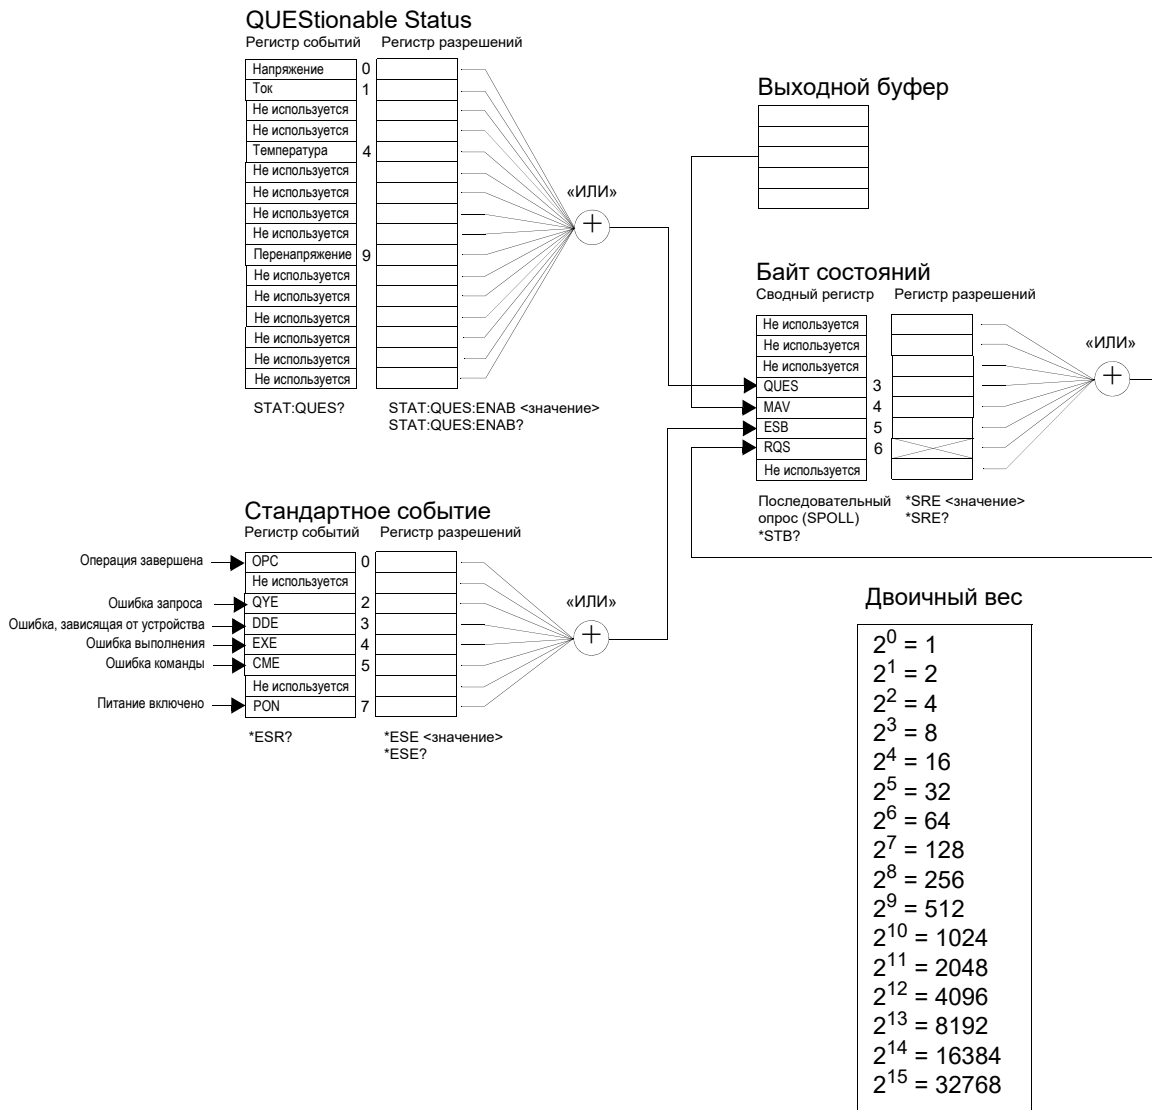 QUEStionable Status
Регистр событий Регистр разрешений
Напряжение 0
Ток 1
Не используется
Не используется
Температура 4
Не используется
Не используется
Не используется
Не используется
Перенапряжение 9
Не используется
Не используется
Не используется
Не используется
Не используется
Не используется
STAT:QUES?
STAT:QUES:ENAB <значение>
STAT:QUES:ENAB?
«ИЛИ»
+
Выходной буфер
Байт состояний
Сводный регистр Регистр разрешений
Не используется
Не используется
Не используется
QUES 3
MAV 4
ESB 5
RQS 6
Не используется
Последовательный
опрос (SPOLL)
*STB?
*SRE <значение>
*SRE?
«ИЛИ»
+
Стандартное событие
Регистр событий Регистр разрешений
Операция завершена OPC 0
Не используется
Ошибка запроса QYE 2
Ошибка, зависящая от устройства DDE 3
Ошибка выполнения EXE 4
Ошибка команды CME 5
Не используется
Питание включено PON 7
*ESR?
*ESE <значение>
*ESE?
«ИЛИ»
+
Двоичный вес
2^0 = 1
2^1 = 2
2^2 = 4
2^3 = 8
2^4 = 16
2^5 = 32
2^6 = 64
2^7 = 128
2^8 = 256
2^9 = 512
2^10 = 1024
2^11 = 2048
2^12 = 4096
2^13 = 8192
2^14 = 16384
2^15 = 32768